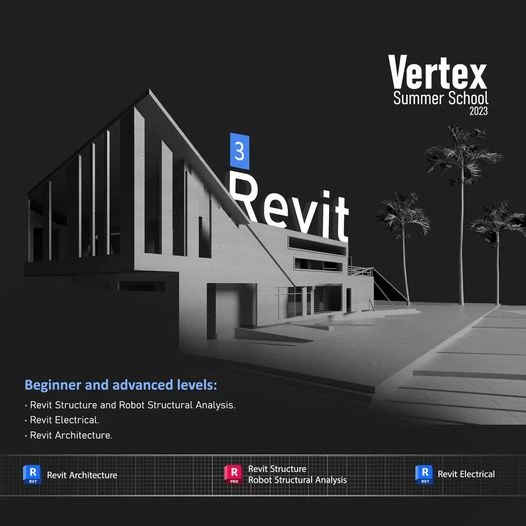 Vertex
Summer School
2023
3
Revit
Beginner and advanced levels:
- Revit Structure and Robot Structural Analysis.
- Revit Electrical.
- Revit Architecture.
R
RVT
Revit Architecture
R
PRO
Revit Structure
Robot Structural Analysis
R
RVT
Revit Electrical